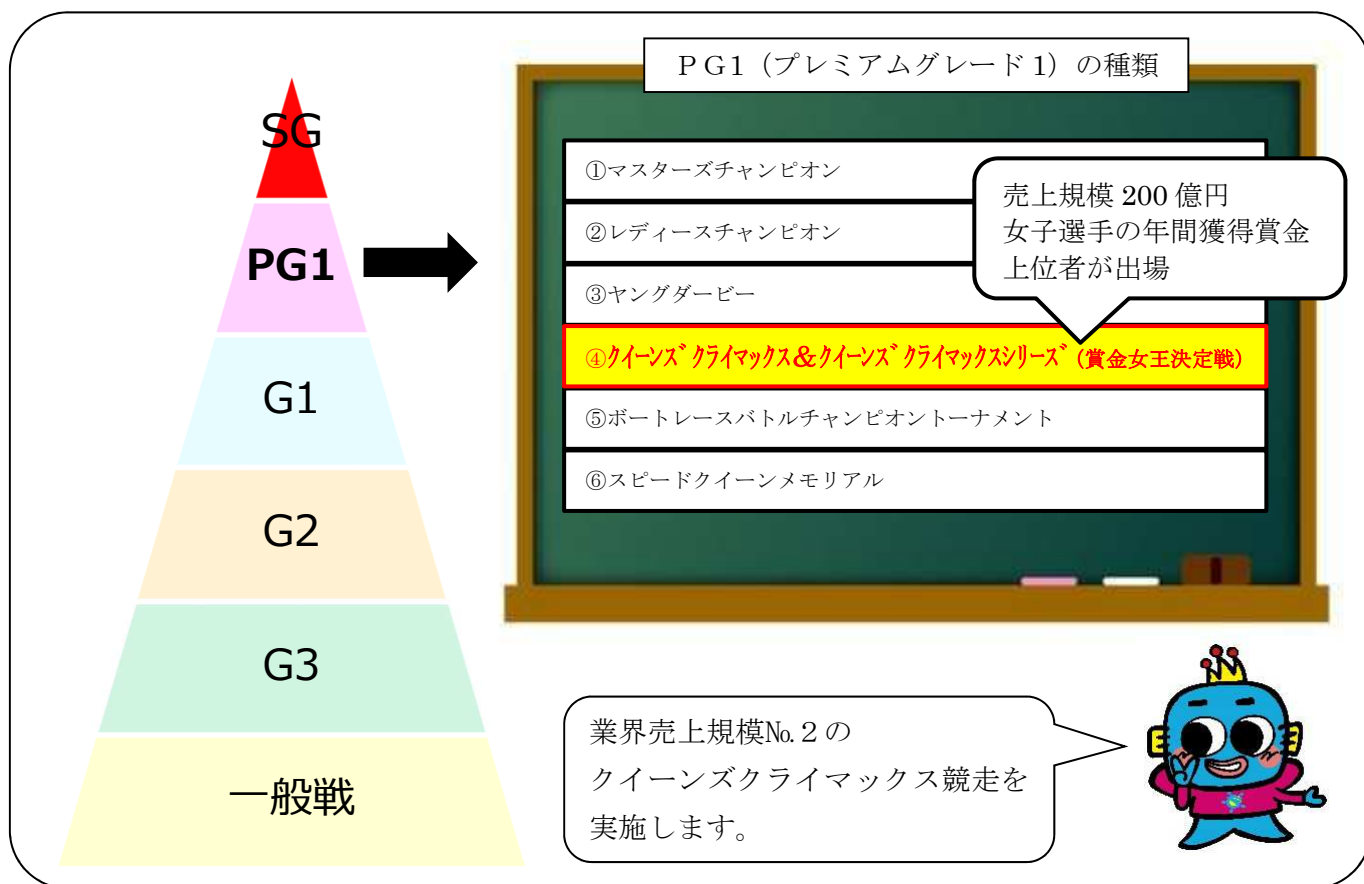 SG
PG1
G1
G2
G3
一般戦
ＰＧ1（プレミアムグレード 1）の種類
①マスターズチャンピオン
②レディースチャンピオン
③ヤングダービー
④ｸｲｰﾝｽﾞｸﾗｲﾏｯｸｽ＆ｸｲｰﾝｽﾞｸﾗｲﾏｯｸｽｼﾘｰｽﾞ（賞金女王決定戦）
⑤ボートレースバトルチャンピオントーナメント
⑥スピードクイーンメモリアル
売上規模 200 億円
女子選手の年間獲得賞金
上位者が出場
業界売上規模№２の
クイーンズクライマックス競走を
実施します。